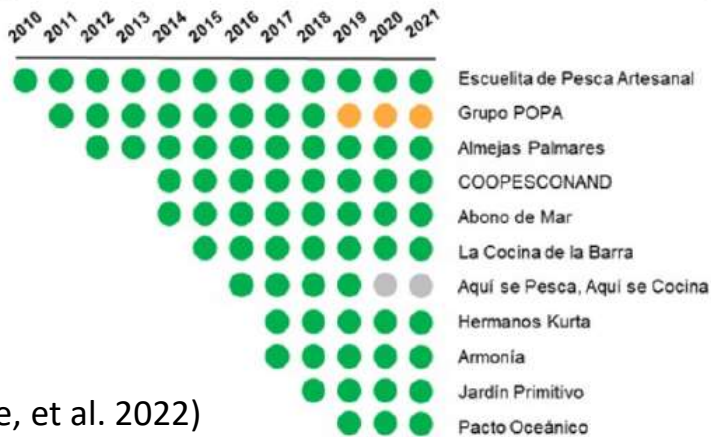 2010 2011 2012 2013 2014 2015 2016 2017 2018 2019 2020 2021
Escuelita de Pesca Artesanal
Grupo POPA
Almejas Palmares
COOPESCONAND
Abono de Mar
La Cocina de la Barra
Aquí se Pesca, Aquí se Cocina
Hermanos Kurta
Armonía
Jardín Primitivo
e, et al. 2022)
Pacto Oceánico